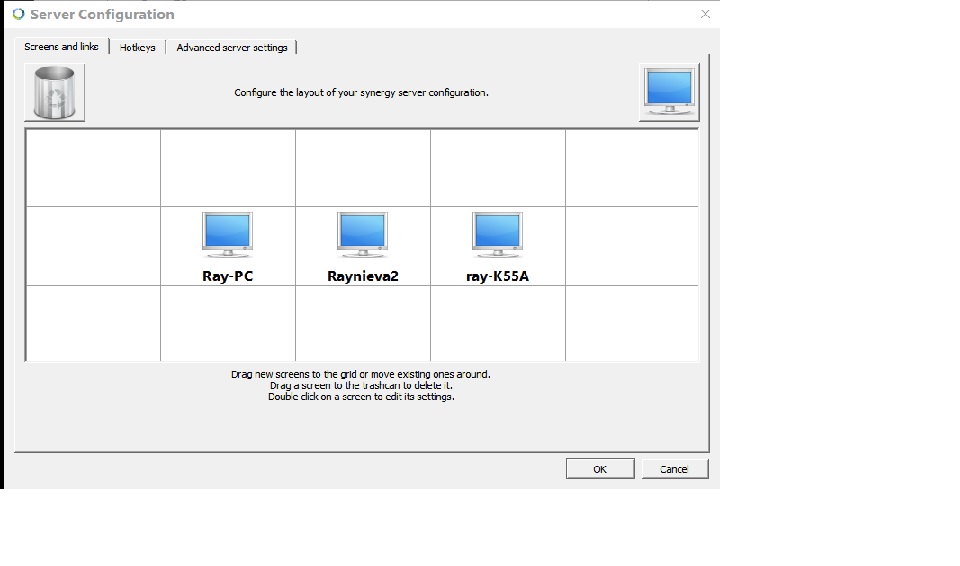 Server Configuration
Screens and links Hotkeys Advanced server settings
Configure the layout of your synergy server configuration.
Ray-PC Raynieva2 ray-K55A
Drag new screens to the grid or move existing ones around.
Drag a screen to the trashcan to delete it.
Double click on a screen to edit its settings.
OK Cancel